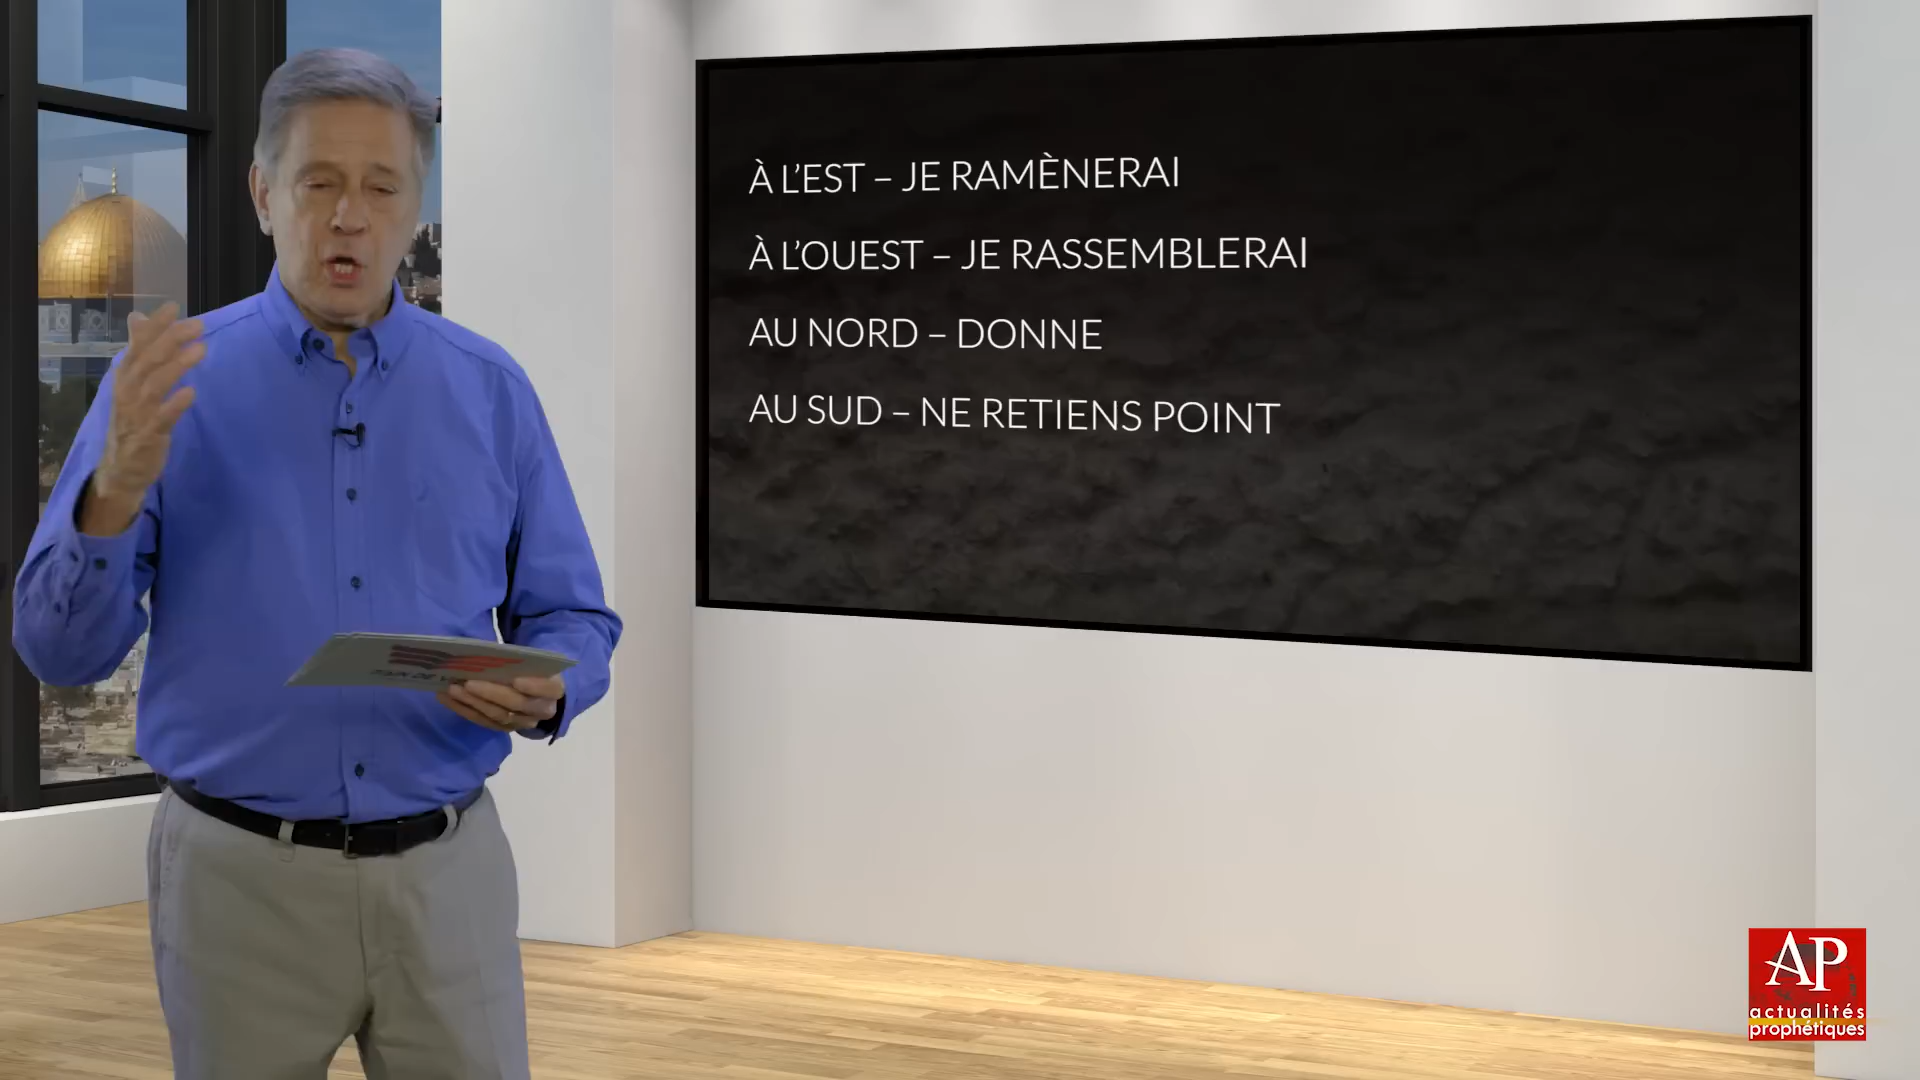 À L'EST – JE RAMÈNERAI
À L'OUEST – JE RASSEMBLERAI
AU NORD – DONNE
AU SUD – NE RETIENS POINT
AP
actualités
prophétiques